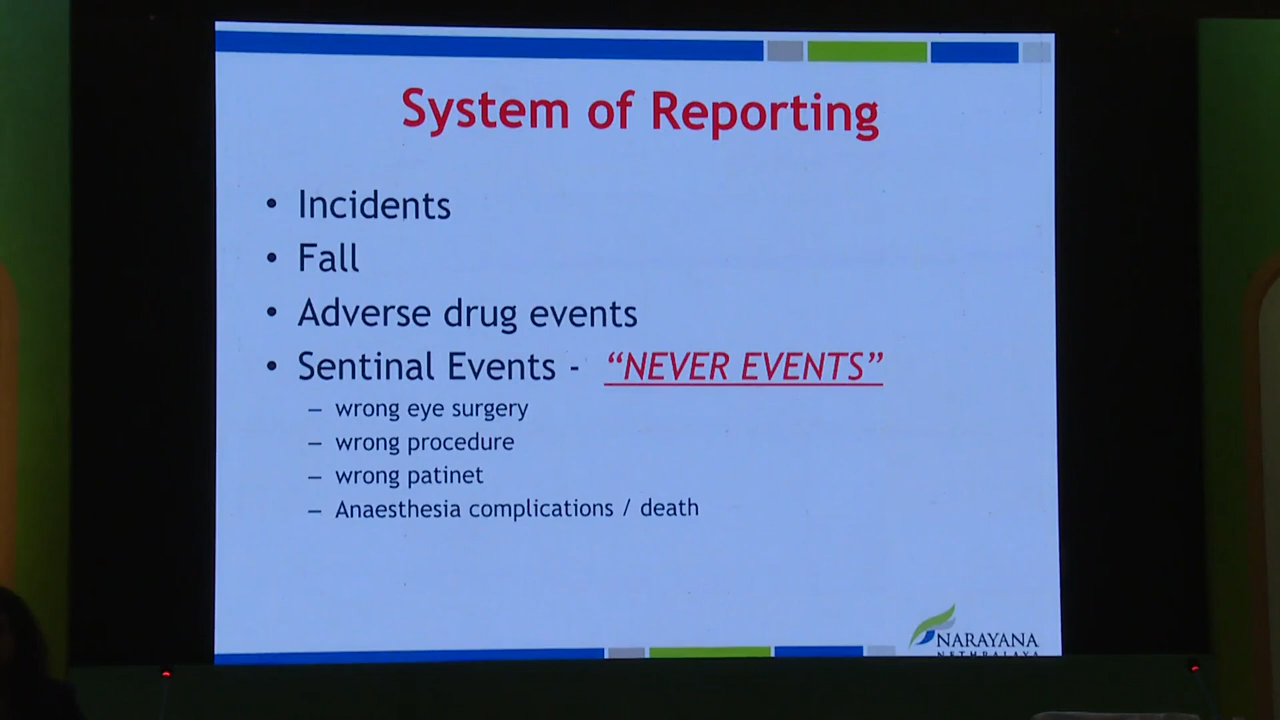 System of Reporting
• Incidents
• Fall
• Adverse drug events
• Sentinal Events - “NEVER EVENTS”
– wrong eye surgery
– wrong procedure
– wrong patinet
– Anaesthesia complications / death
NARAYANA
NETHRALAYA